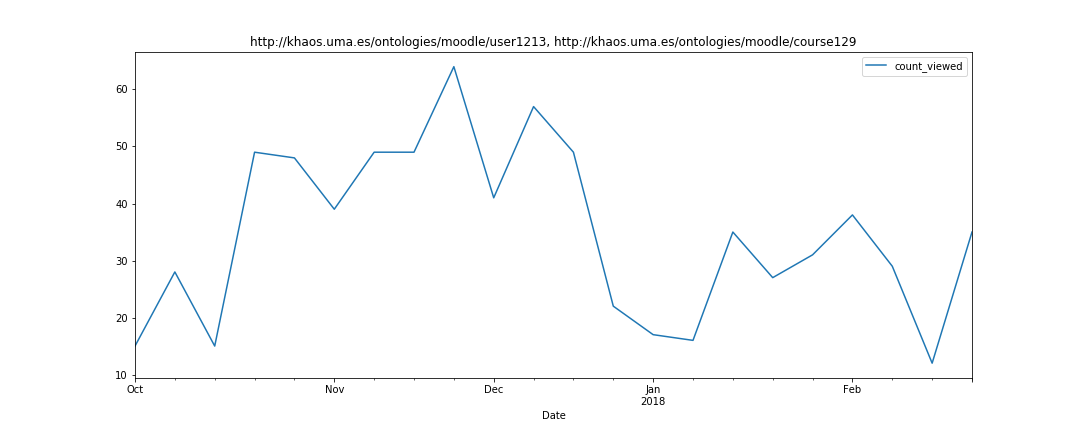 http://khaos.uma.es/ontologies/moodle/user1213, http://khaos.uma.es/ontologies/moodle/course129
count_viewed
60
50
40
30
20
10
Oct Nov Dec Jan Feb
2018
Date